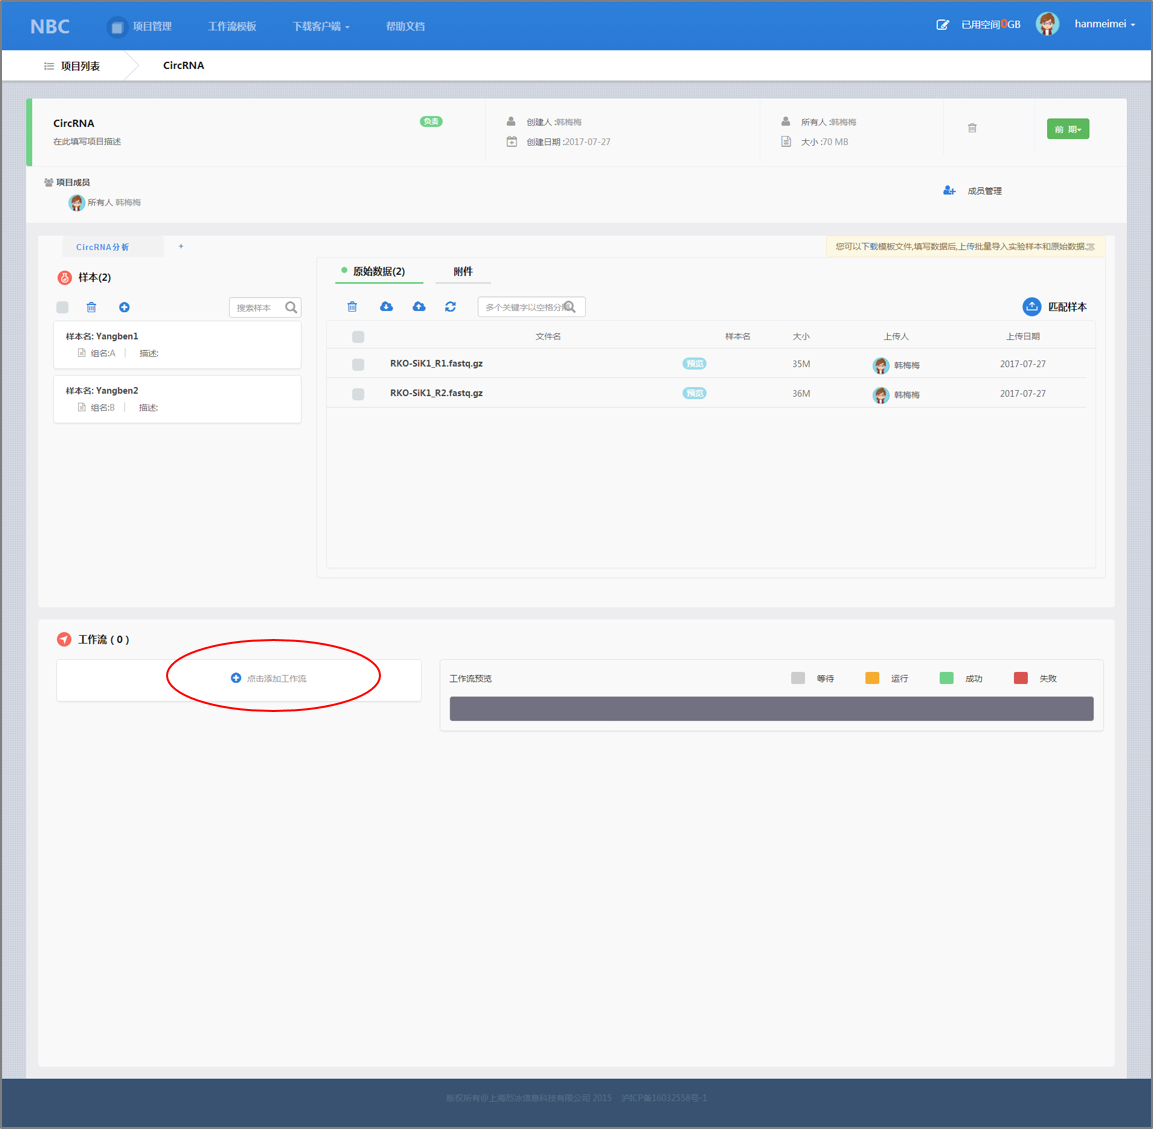 NBC 项目管理 工作流模板 下载客户端 帮助文档 已用空间0GB hanmeimei
项目列表 CircRNA
CircRNA 负责 创建人:韩梅梅 所有人:韩梅梅 前 期
在此填写项目描述 创建日期:2017-07-27 大小:70 MB
项目成员
所有人 韩梅梅 成员管理
CircRNA分析 + 您可以下载模板文件,填写数据后,上传批量导入实验样本和原始数据.
样本(2) 原始数据(2) 附件
搜索样本 多个关键字以空格分 匹配样本
文件名 样本名 大小 上传人 上传日期
样本名: Yangben1
组名:A 描述:
RKO-SiK1_R1.fastq.gz 预览 35M 韩梅梅 2017-07-27
样本名: Yangben2
组名:B 描述:
RKO-SiK1_R2.fastq.gz 预览 36M 韩梅梅 2017-07-27
工作流 ( 0 )
点击添加工作流 工作流预览 等待 运行 成功 失败